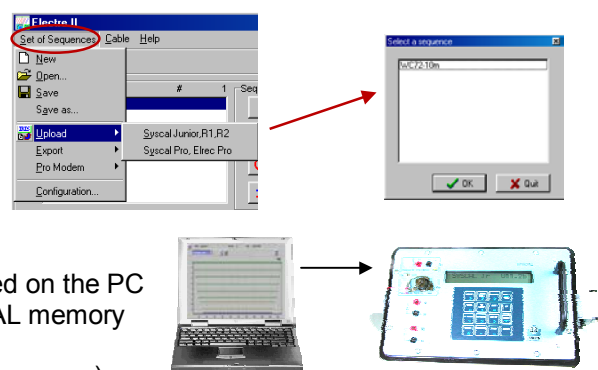 Electre II
Set of Sequences Cable Help
New
Open...
Save
Save as...
# 1 Seq
Upload
Syscal Junior,R1,R2
Export
Syscal Pro, Elrec Pro
Pro Modem
Configuration...
Select a sequence
WC72-10m
OK Quit
ed on the PC
AL memory